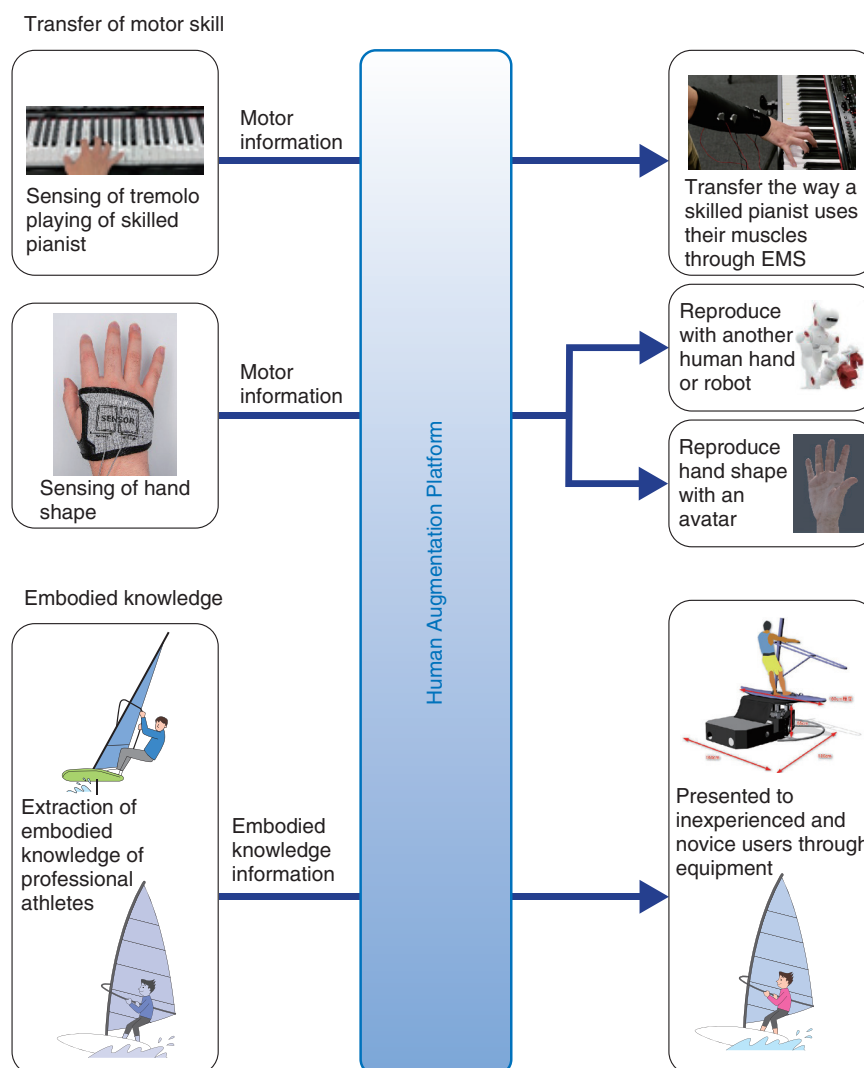 Transfer of motor skill
Motor
information
Sensing of tremolo
playing of skilled
pianist
Transfer the way a
skilled pianist uses
their muscles
through EMS
Motor
information
SENSOR
Sensing of hand
shape
Reproduce
with another
human hand
or robot
Reproduce
hand shape
with an
avatar
Human Augmentation Platform
Embodied knowledge
Extraction of
embodied
knowledge of
professional
athletes
Embodied
knowledge
information
Presented to
inexperienced and
novice users through
equipment